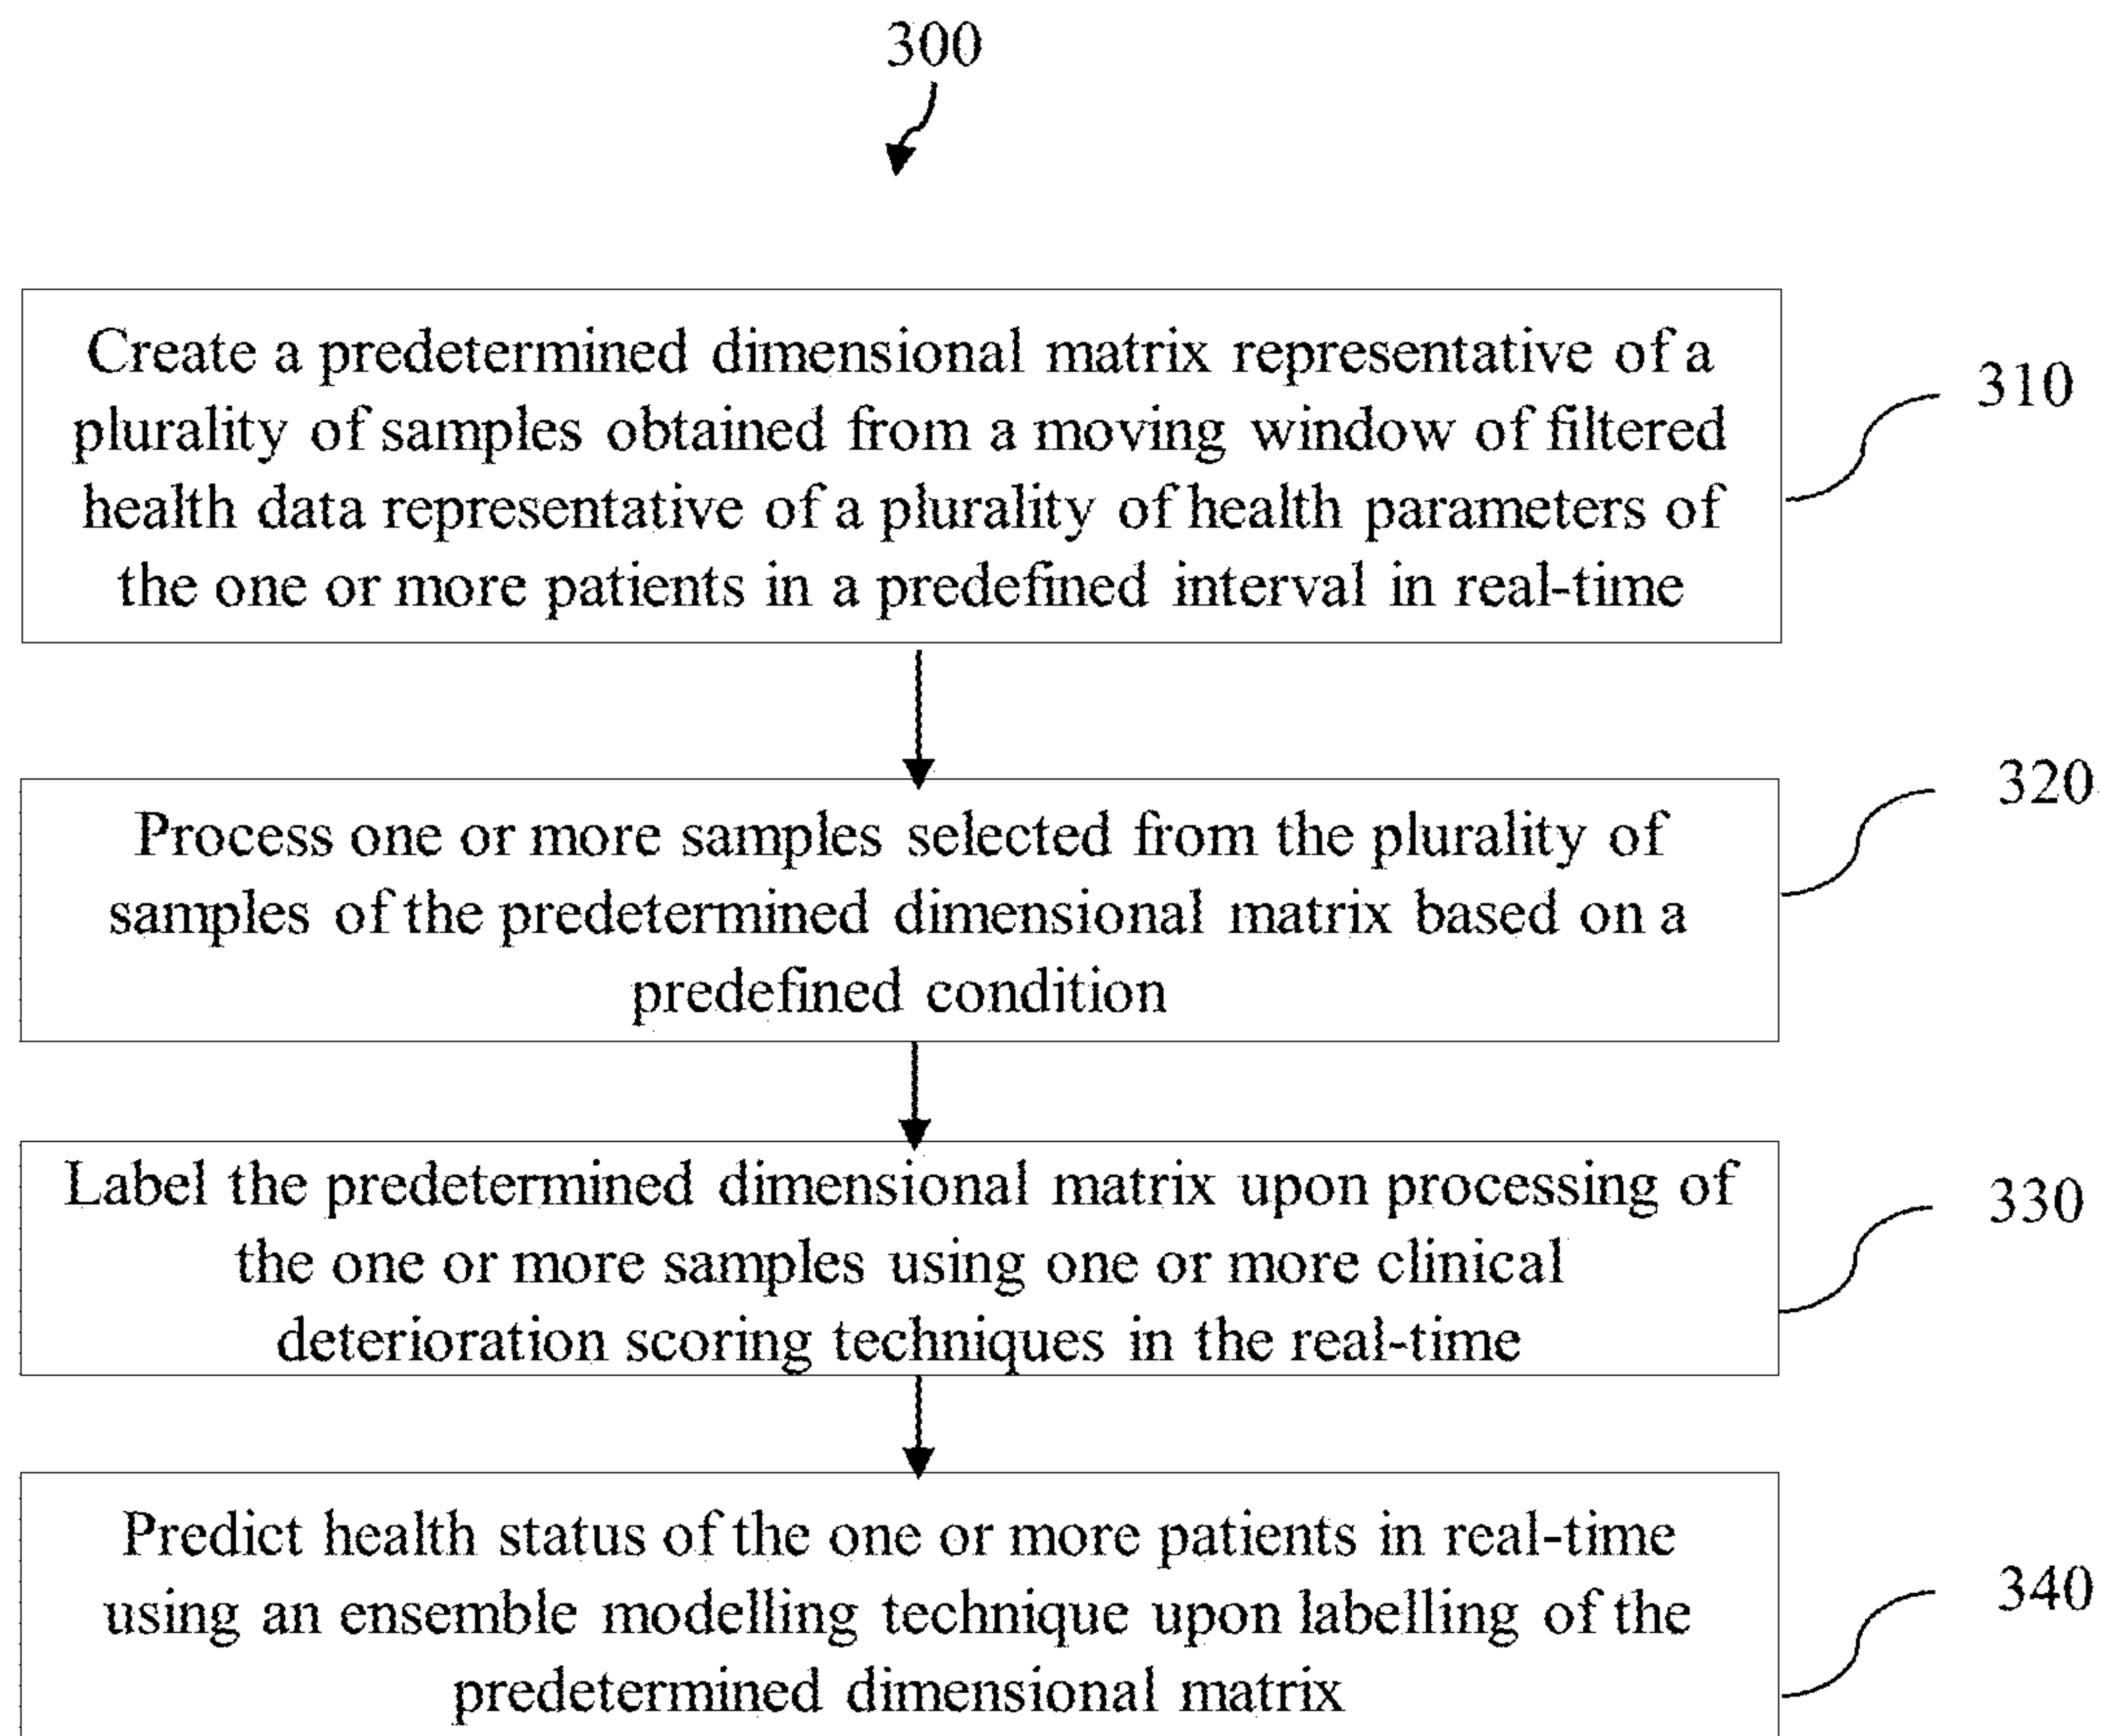 300
Create a predetermined dimensional matrix representative of a
plurality of samples obtained from a moving window of filtered
health data representative of a plurality of health parameters of
the one or more patients in a predefined interval in real-time
310
Process one or more samples selected from the plurality of
samples of the predetermined dimensional matrix based on a
predefined condition
320
Label the predetermined dimensional matrix upon processing of
the one or more samples using one or more clinical
deterioration scoring techniques in the real-time
330
Predict health status of the one or more patients in real-time
using an ensemble modelling technique upon labelling of the
predetermined dimensional matrix
340